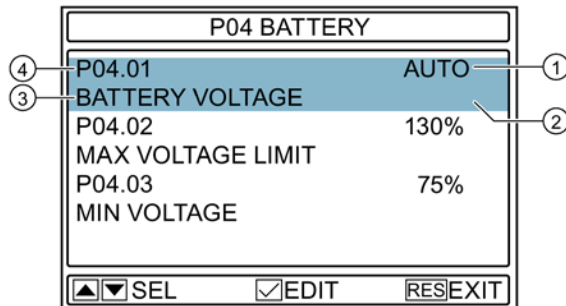 P04 BATTERY
④ P04.01 AUTO ①
③ BATTERY VOLTAGE ②
P04.02 130%
MAX VOLTAGE LIMIT
P04.03 75%
MIN VOLTAGE
▲▼ SEL ✓ EDIT RES EXIT